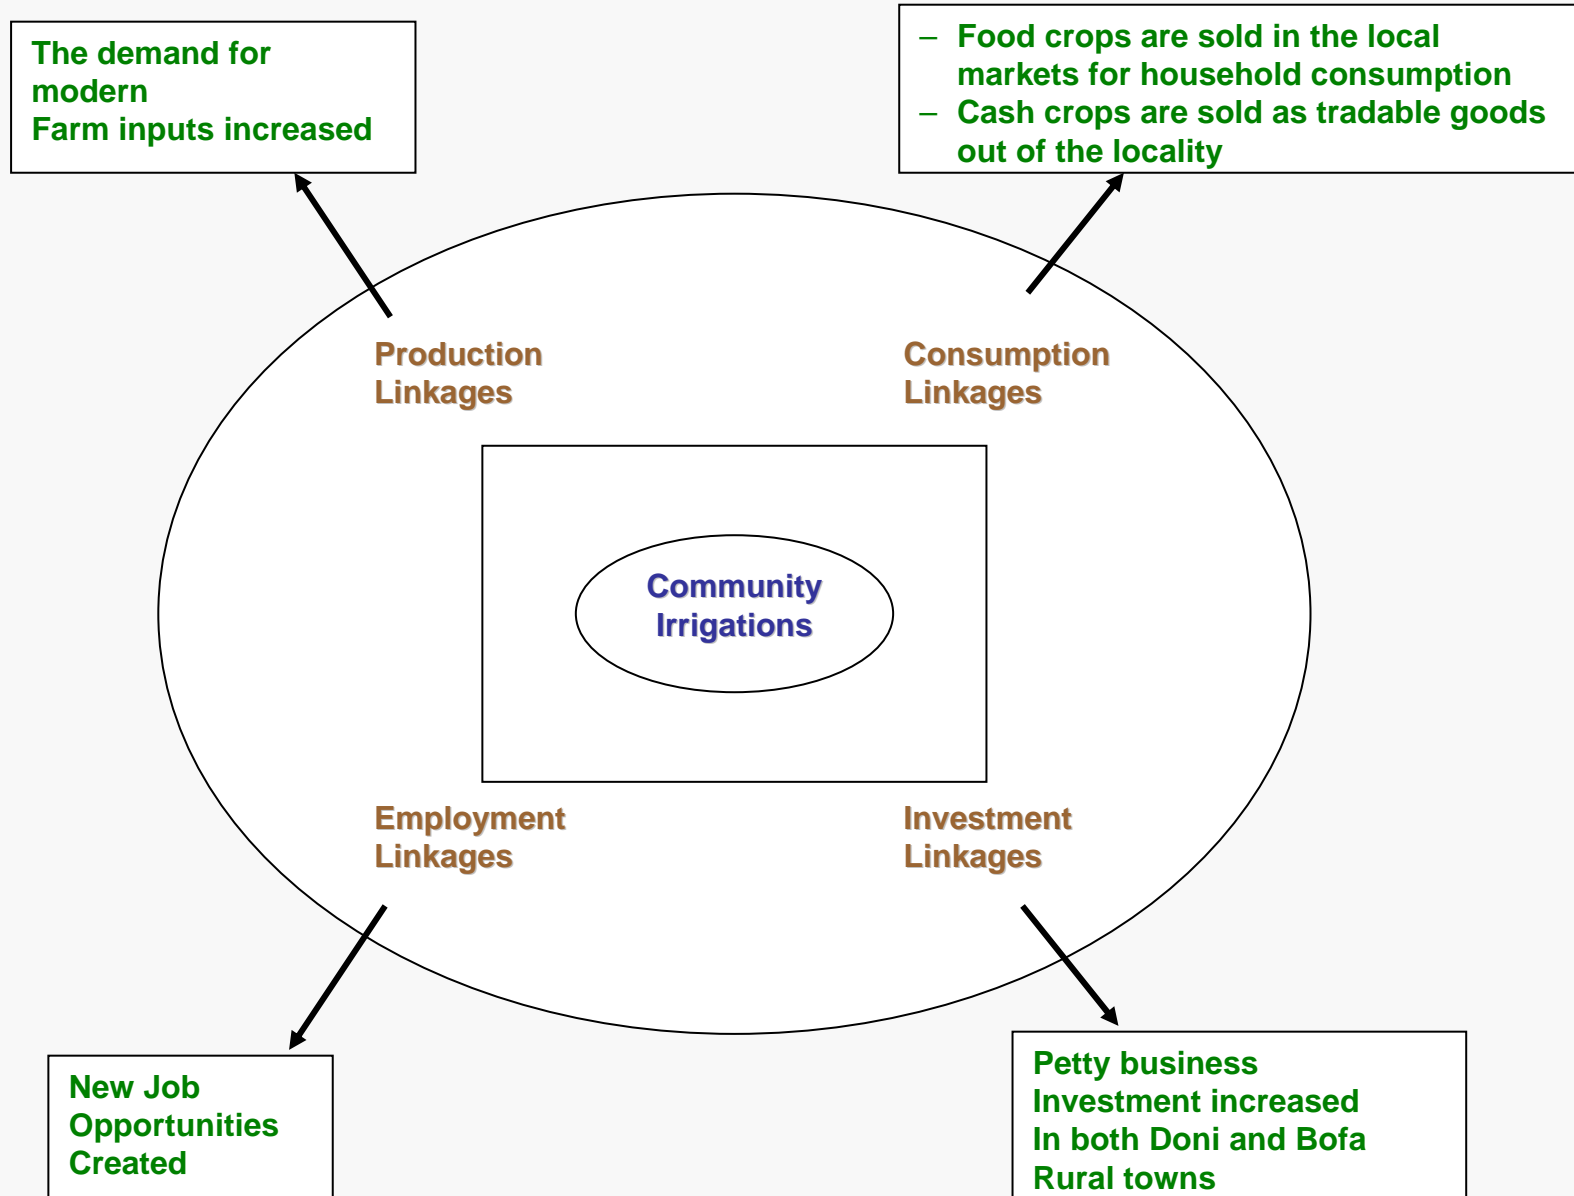 The demand for
modern
Farm inputs increased
– Food crops are sold in the local
markets for household consumption
– Cash crops are sold as tradable goods
out of the locality
Production
Linkages
Consumption
Linkages
Community
Irrigations
Employment
Linkages
Investment
Linkages
New Job
Opportunities
Created
Petty business
Investment increased
In both Doni and Bofa
Rural towns